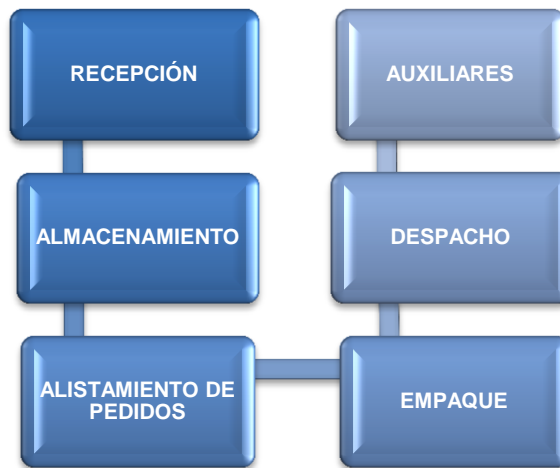 RECEPCIÓN
ALMACENAMIENTO
ALISTAMIENTO DE
PEDIDOS
EMPAQUE
DESPACHO
AUXILIARES